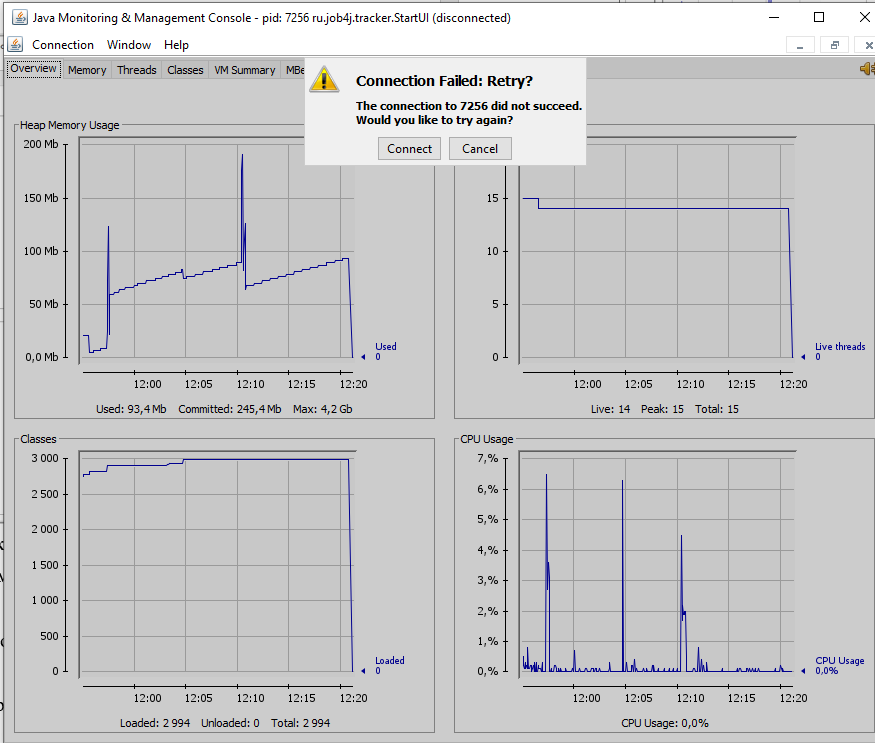 Java Monitoring & Management Console - pid: 7256 ru.job4j.tracker.StartUI (disconnected)
Connection Window Help
Overview Memory Threads Classes VM Summary MBe
Connection Failed: Retry?
The connection to 7256 did not succeed.
Would you like to try again?
Connect Cancel
Heap Memory Usage
200 Mb
150 Mb
100 Mb
50 Mb
0,0 Mb
Used
0
12:00 12:05 12:10 12:15 12:20
Used: 93,4 Mb Committed: 245,4 Mb Max: 4,2 Gb
15
10
5
0
Live threads
0
12:00 12:05 12:10 12:15 12:20
Live: 14 Peak: 15 Total: 15
Classes
3 000
2 500
2 000
1 500
1 000
500
0
Loaded
0
12:00 12:05 12:10 12:15 12:20
Loaded: 2 994 Unloaded: 0 Total: 2 994
CPU Usage
7,%
6,%
5,%
4,%
3,%
2,%
1,%
0,%
CPU Usage
0,0%
12:00 12:05 12:10 12:15 12:20
CPU Usage: 0,0%